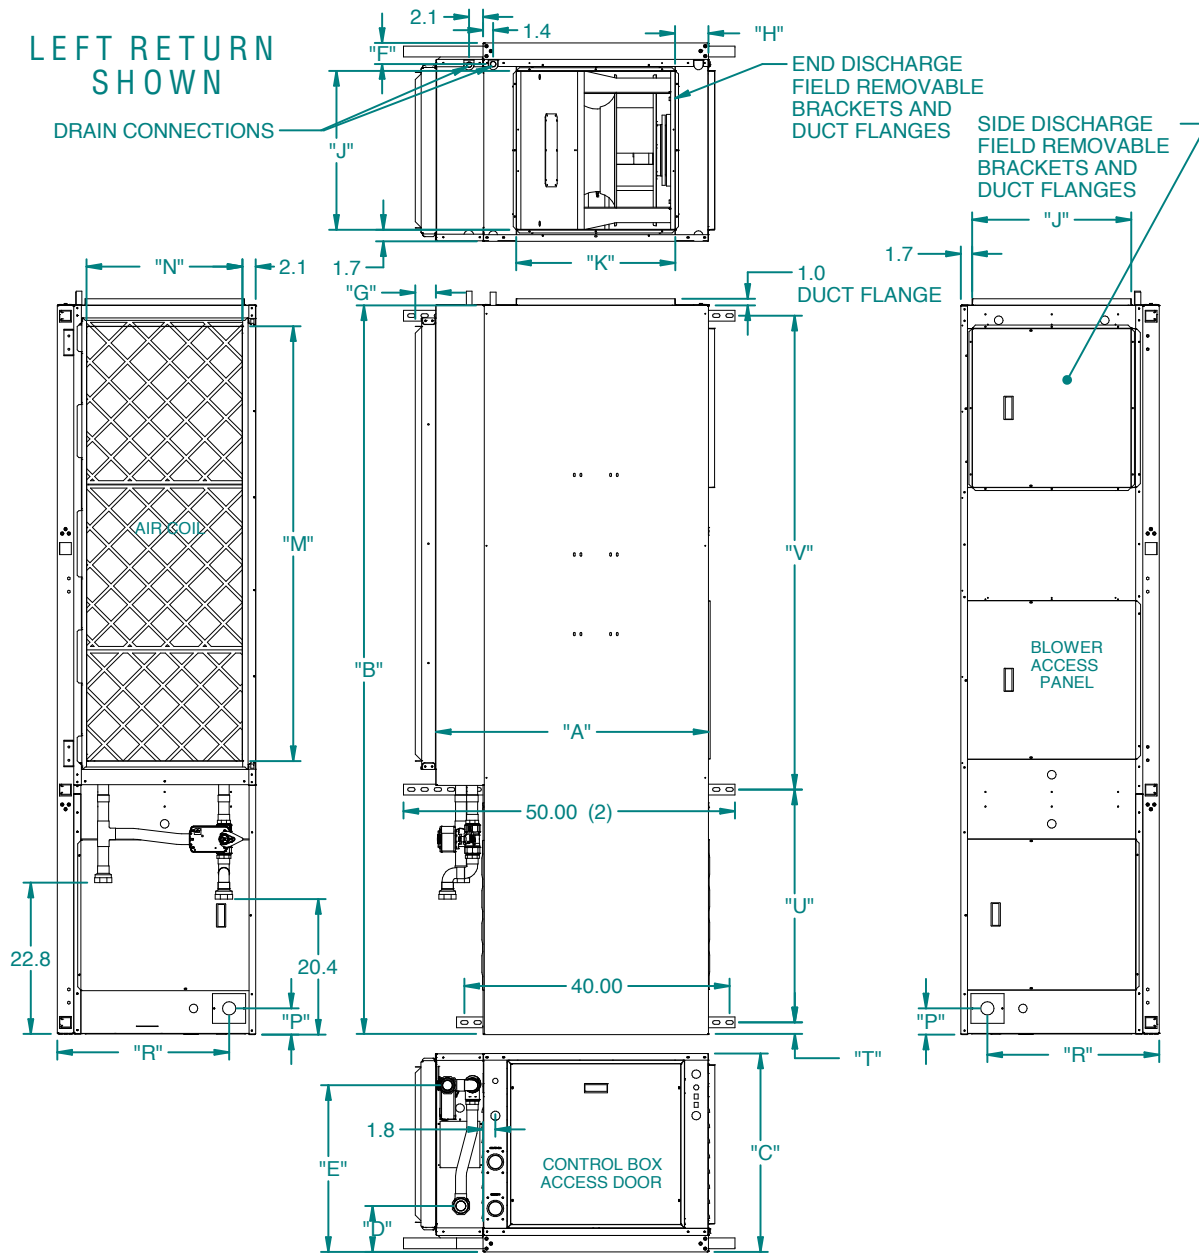 LEFT RETURN
SHOWN
2.1
1.4
"F"
"H"
END DISCHARGE
FIELD REMOVABLE
BRACKETS AND
DUCT FLANGES
DRAIN CONNECTIONS
"J"
SIDE DISCHARGE
FIELD REMOVABLE
BRACKETS AND
DUCT FLANGES
"J"
1.7
"K"
1.7
"N"
2.1
"G"
1.0
DUCT FLANGE
AIR COIL
"M"
"V"
"B"
"A"
BLOWER
ACCESS
PANEL
50.00 (2)
"U"
22.8
20.4
40.00
"P"
"R"
"T"
"P"
"R"
1.8
"E"
"D"
CONTROL BOX
ACCESS DOOR
"C"